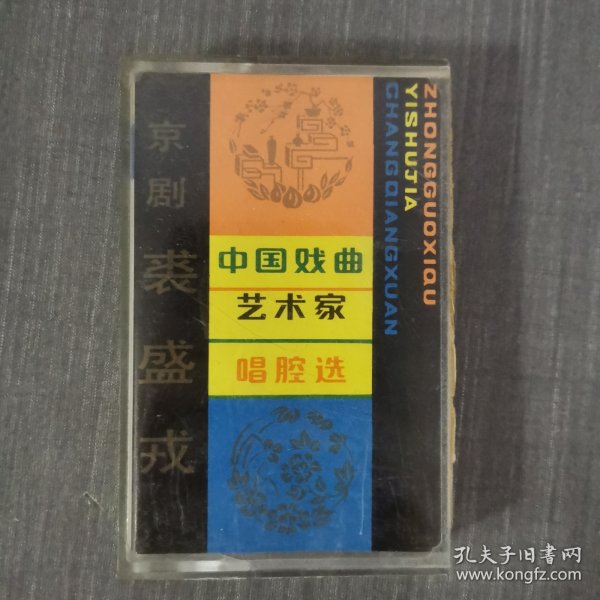 京剧
裘盛戎
中国戏曲
艺术家
唱腔选
ZHONGGUOXIQU
YISHUJIA
CHANGQIANGXUAN
孔夫子旧書网
www.kongfz.com